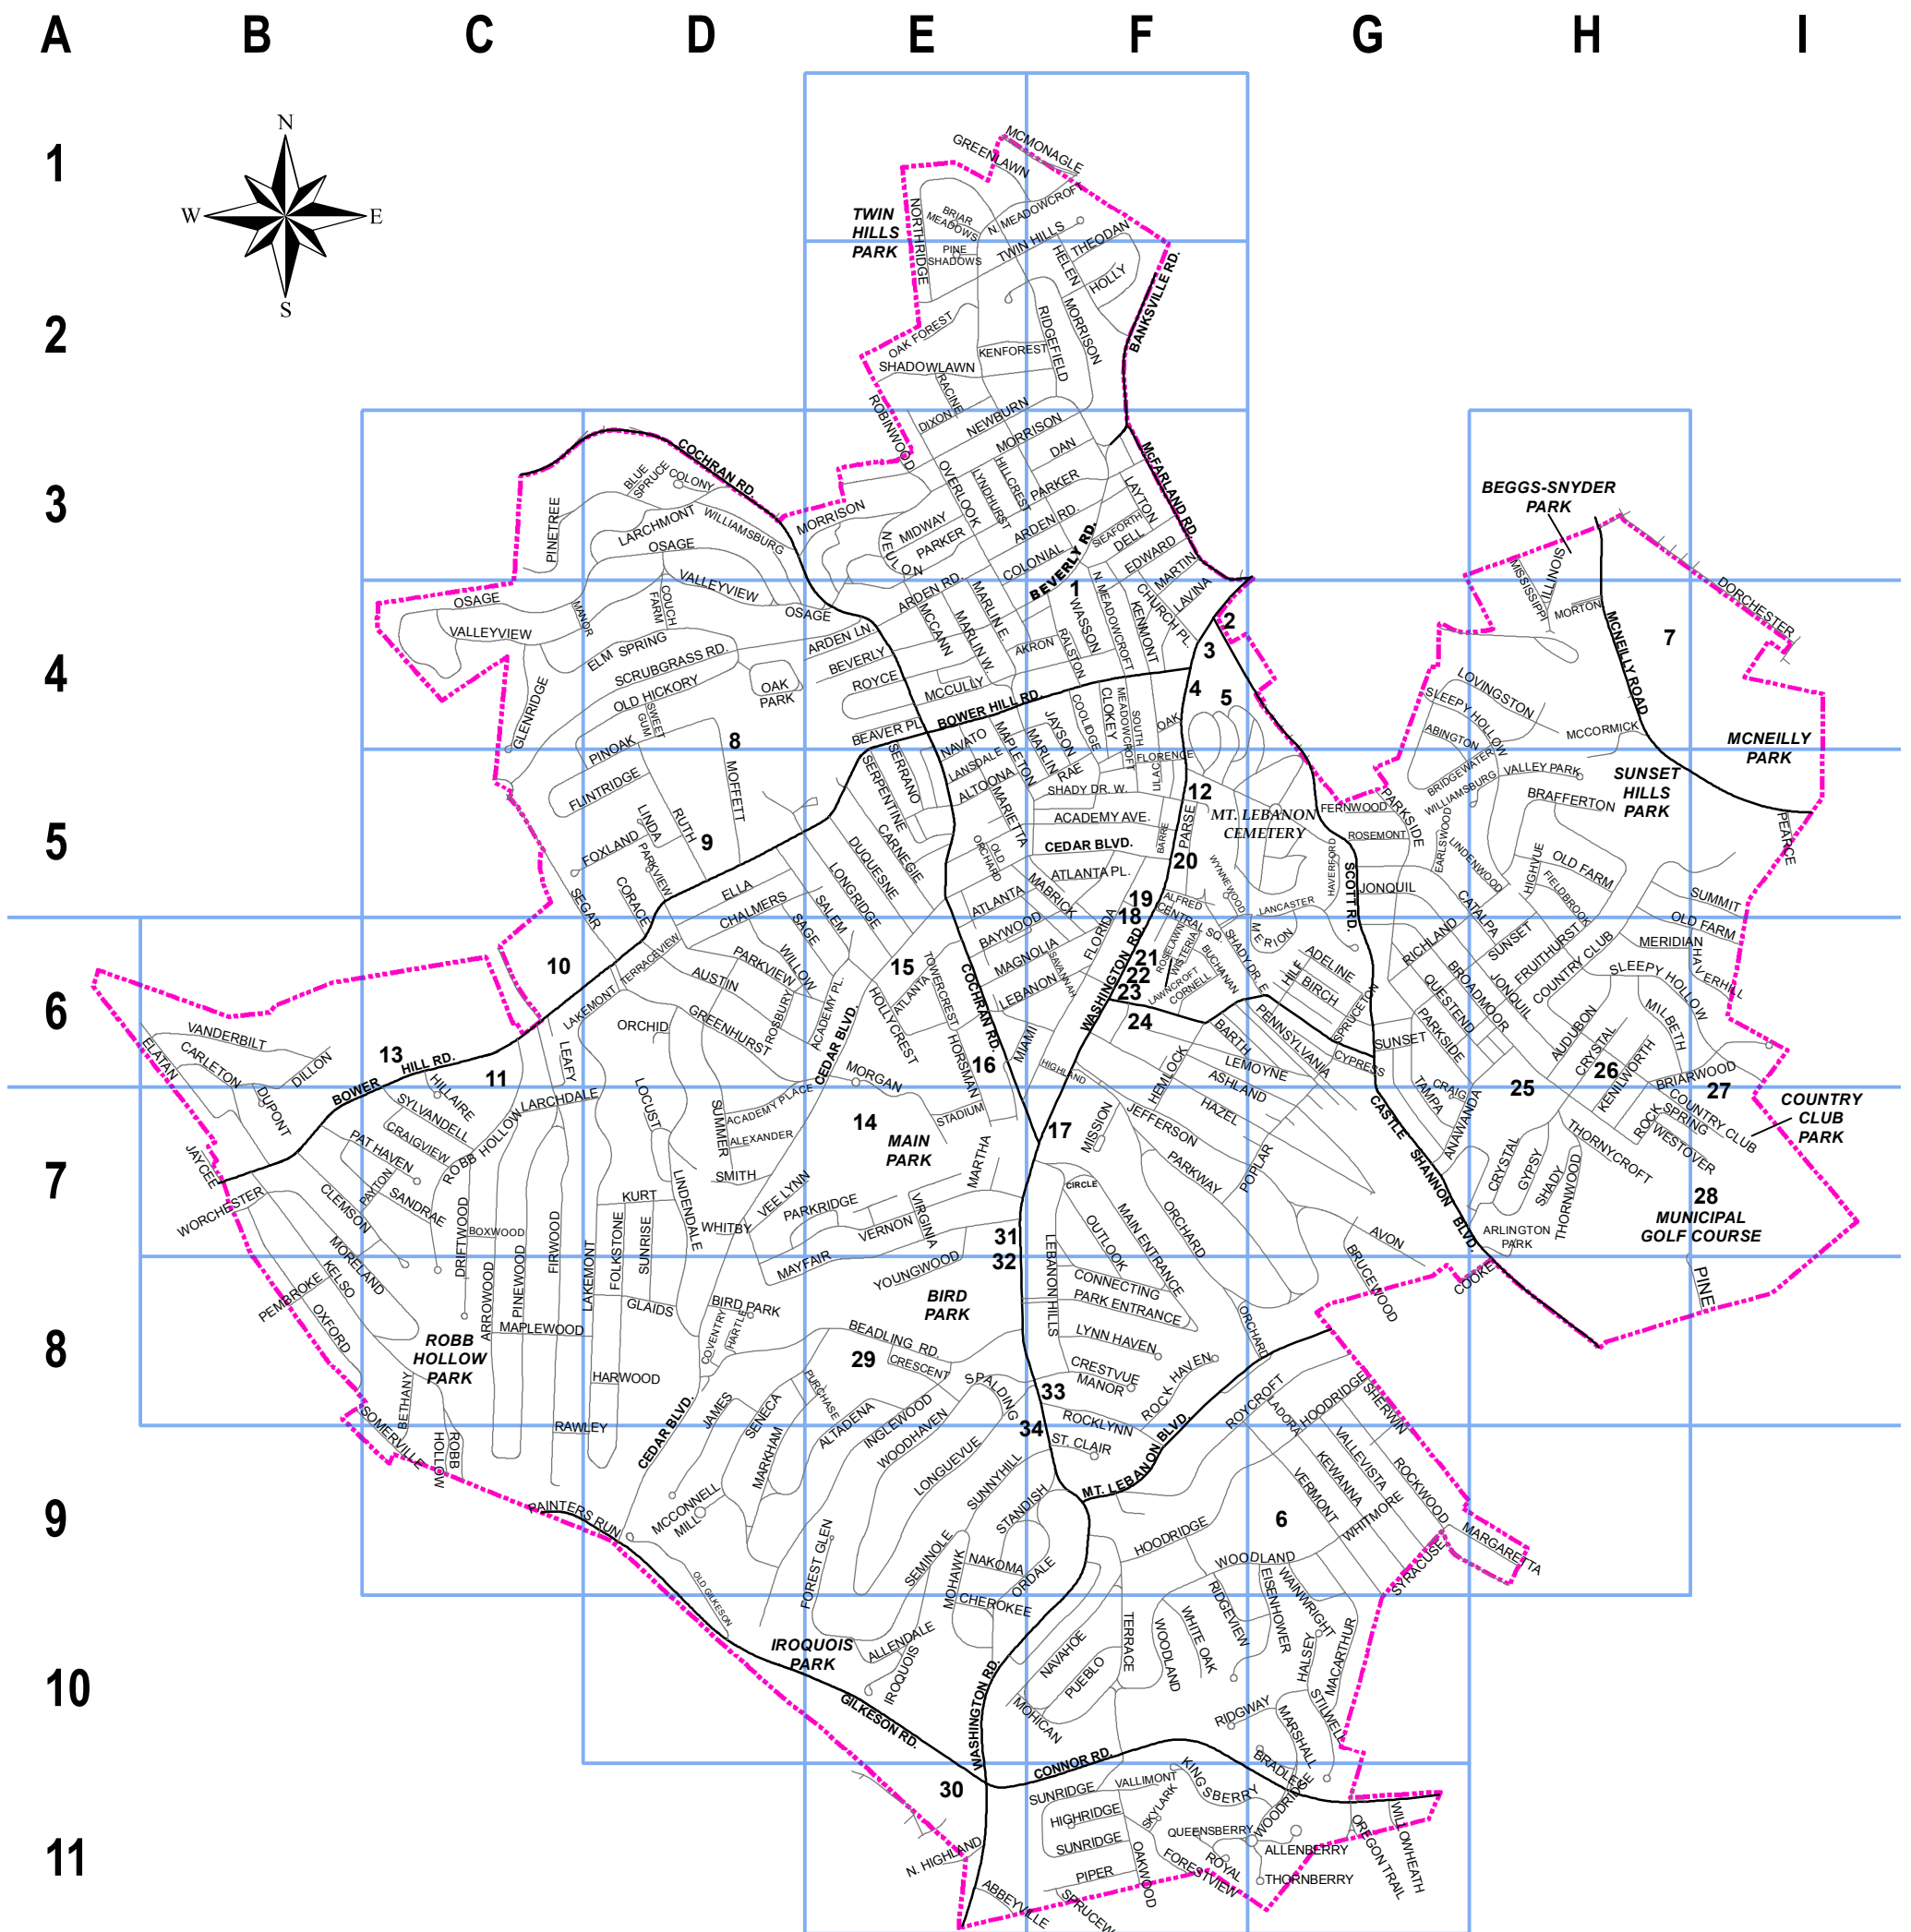 A B C D E F G H I
1
2
3
4
5
6
7
8
9
10
11
N
W E
S
MCMONAGLE
GREENLAWN
TWIN
HILLS
PARK
NORTHRIDGE
BRIAR
MEADOWS
N. MEADOWCROFT
PINE
SHADOWS
TWIN HILLS
THEODAN
HELEN
HOLLY
BANKSVILLE RD.
OAK FOREST
RIDGEFIELD
MORRISON
KENFOREST
SHADOWLAWN
RACINE
ROBINWOOD
DIXON
NEWBURN
MORRISON
DAN
COCHRAN RD.
BLUE
SPRUCE
COLONY
PINETREE
LARCHMONT
WILLIAMSBURG
OSAGE
MORRISON
OVERLOOK
LYNDHURST
HILLCREST
PARKER
MIDWAY
PARKER
NEULON
ARDEN RD.
COLONIAL
BEVERLY RD.
LAYTON
MCFARLAND RD.
SEAFORTH
DELL
EDWARD
MARTIN
LAVINA
BEGGS-SNYDER
PARK
MISSISSIPPI
ILLINOIS
MORTON
MCNEILLY ROAD
DORCHESTER
7
OSAGE
VALLEYVIEW
MANOR
VALLEYVIEW
COUCH
FARM
OSAGE
ELM SPRING
SCRUBGRASS RD.
OLD HICKORY
GLENRIDGE
SWEET
GUM
PINOAK
OAK
PARK
8
ARDEN LN.
BEVERLY
ROYCE
ARDEN RD.
MCCANN
MARLIN E.
MARLIN W.
MCCULLY
AKRON
1
WASSON
RALSTON
N. MEADOWCROFT
KENMONT
CHURCH PL.
2
3
4
5
BOWER HILL RD.
BEAVER PL.
NAVATO
LANSDALE
ALTOONA
MAPLETON
MARLIN
JAYSON
COOLIDGE
CLOKEY
SOUTH
MEADOWCROFT
OAK
FLORENCE
LILAC
RAE
SHADY DR. W.
LOVINGSTON
SLEEPY HOLLOW
ABINGTON
BRIDGEWATER
WILLIAMSBURG
MCCORMICK
VALLEY PARK
BRAFFERTON
SUNSET
HILLS
PARK
MCNEILLY
PARK
PEARCE
FLINTRIDGE
MOFFETT
LINDA
RUTH
9
FOXLAND
PARKVIEW
SEGAR
CORACE
SERPENTINE
SERRANO
CARNEGIE
DUQUESNE
LONGRIDGE
MARIETTA
ACADEMY AVE.
CEDAR BLVD.
OLD
ORCHARD
ATLANTA PL.
MABRICK
ATLANTA
BARRE
PARSE
12
20
19
18
MT. LEBANON
CEMETERY
WYNNEWOOD
FERNWOOD
PARKSIDE
ROSEMONT
EARLSWOOD
LINDENWOOD
HAVERFORD
SCOTT RD.
JONQUIL
LANCASTER
CATALPA
HIGHVUE
OLD FARM
FIELDBROOK
SUMMIT
OLD FARM
ELLA
CHALMERS
SAGE
SALEM
TERRACEVIEW
PARKVIEW
WILLOW
AUSTIN
10
LAKEMONT
ORCHID
GREENHURST
ROSBURY
ACADEMY PL.
CEDAR BLVD.
15
HOLLYCREST
ATLANTA
TOWERCREST
HORSMAN
COCHRAN RD.
BAYWOOD
MAGNOLIA
SAVANNAH
LEBANON
FLORIDA
MIAMI
WASHINGTON RD.
ALFRED
CENTRAL SQ.
ROSELAWN
WISTERIA
BUCHANAN
LAWNCROFT
CORNELL
SHADY DR. E.
MERION
21
22
23
24
ADELINE
HILF
BIRCH
SPRUCETON
PENNSYLVANIA
CYPRESS
BARTH
LEMOYNE
ASHLAND
HAZEL
HEMLOCK
HIGHLAND
RICHLAND
BROADMOOR
QUESTEND
PARKSIDE
SUNSET
SUNSET
JONQUIL
FRUITHURST
COUNTRY CLUB
MERIDIAN
HAVERHILL
SLEEPY HOLLOW
MILBETH
AUDUBON
CRYSTAL
KENILWORTH
26
BRIARWOOD
27
COUNTRY CLUB
COUNTRY
CLUB
PARK
ROCK
SPRING
WESTOVER
25
CRAIG
TAMPA
ANAWANDA
VANDERBILT
ELATAN
CARLETON
DILLON
DUPONT
13
BOWER HILL RD.
11
HILLAIRE
SYLVANDELL
CRAIGVIEW
PAT HAVEN
PAYTON
SANDRAE
CLEMSON
ROBB HOLLOW
LARCHDALE
LEAFY
LOCUST
SUMMER
ACADEMY PLACE
ALEXANDER
SMITH
MORGAN
14
MAIN
PARK
STADIUM
16
17
MARTHA
MISSION
JEFFERSON
PARKWAY
POPLAR
CASTLE SHANNON BLVD.
CRYSTAL
GYPSY
SHADY
THORNWOOD
THORNYCROFT
ARLINGTON
PARK
28
MUNICIPAL
GOLF COURSE
PINE
JAYCEE
WORCHESTER
MORELAND
KELSO
PEMBROKE
OXFORD
DRIFTWOOD
BOXWOOD
ARROWOOD
PINEWOOD
FIRWOOD
LAKEMONT
FOLKSTONE
SUNRISE
KURT
LINDENDALE
WHITBY
VEE LYNN
PARKRIDGE
VERNON
VIRGINIA
MAYFAIR
YOUNGWOOD
31
32
CIRCLE
OUTLOOK
MAIN ENTRANCE
ORCHARD
CONNECTING
PARK ENTRANCE
LEBANON HILLS
AVON
BRUCEWOOD
COOKE
BIRD
PARK
GLAIDS
BIRD PARK
COVENTRY
HARTLE
MAPLEWOOD
ROBB
HOLLOW
PARK
HARWOOD
RAWLEY
BETHANY
SOMERVILLE
ROBB
HOLLOW
BEADLING RD.
29
CRESCENT
PURCHASE
SPALDING
LYNN HAVEN
CRESTVUE
MANOR
ROCK HAVEN
ORCHARD
33
34
ROCKLYNN
ST. CLAIR
MT. LEBANON BLVD.
ROYCROFT
LADORA
HOODRIDGE
SHERWIN
CEDAR BLVD.
JAMES
SENECA
MARKHAM
ALTADENA
INGLEWOOD
WOODHAVEN
LONGUEVUE
SUNNYHILL
STANDISH
MCCONNELL
MILL
PAINTERS RUN
OLD GILKESON
FOREST GLEN
SEMINOLE
MOHAWK
NAKOMA
ORDALE
CHEROKEE
HOODRIDGE
6
VERMONT
KEWANNA
VALLEVISTA
WHITMORE
ROCKWOOD
MARGARETTA
SYRACUSE
WOODLAND
RIDGEVIEW
EISENHOWER
WAINWRIGHT
IROQUOIS
PARK
ALLENDALE
IROQUOIS
GILKESON RD.
WASHINGTON RD.
NAVAHOE
PUEBLO
MOHICAN
TERRACE
WOODLAND
WHITE OAK
HALSEY
MACARTHUR
STILWELL
RIDGWAY
MARSHALL
BRADLEY
30
CONNOR RD.
SUNRIDGE
VALLIMONT
HIGHRIDGE
SKYLARK
KINGSBERRY
WOODRIDGE
QUEENSBERRY
SUNRIDGE
OAKWOOD
PIPER
FORESTVIEW
ROYAL
ALLENBERRY
THORNBERRY
OREGON TRAIL
WILLOWHEATH
N. HIGHLAND
ABBEYVILLE
SPRUCEW